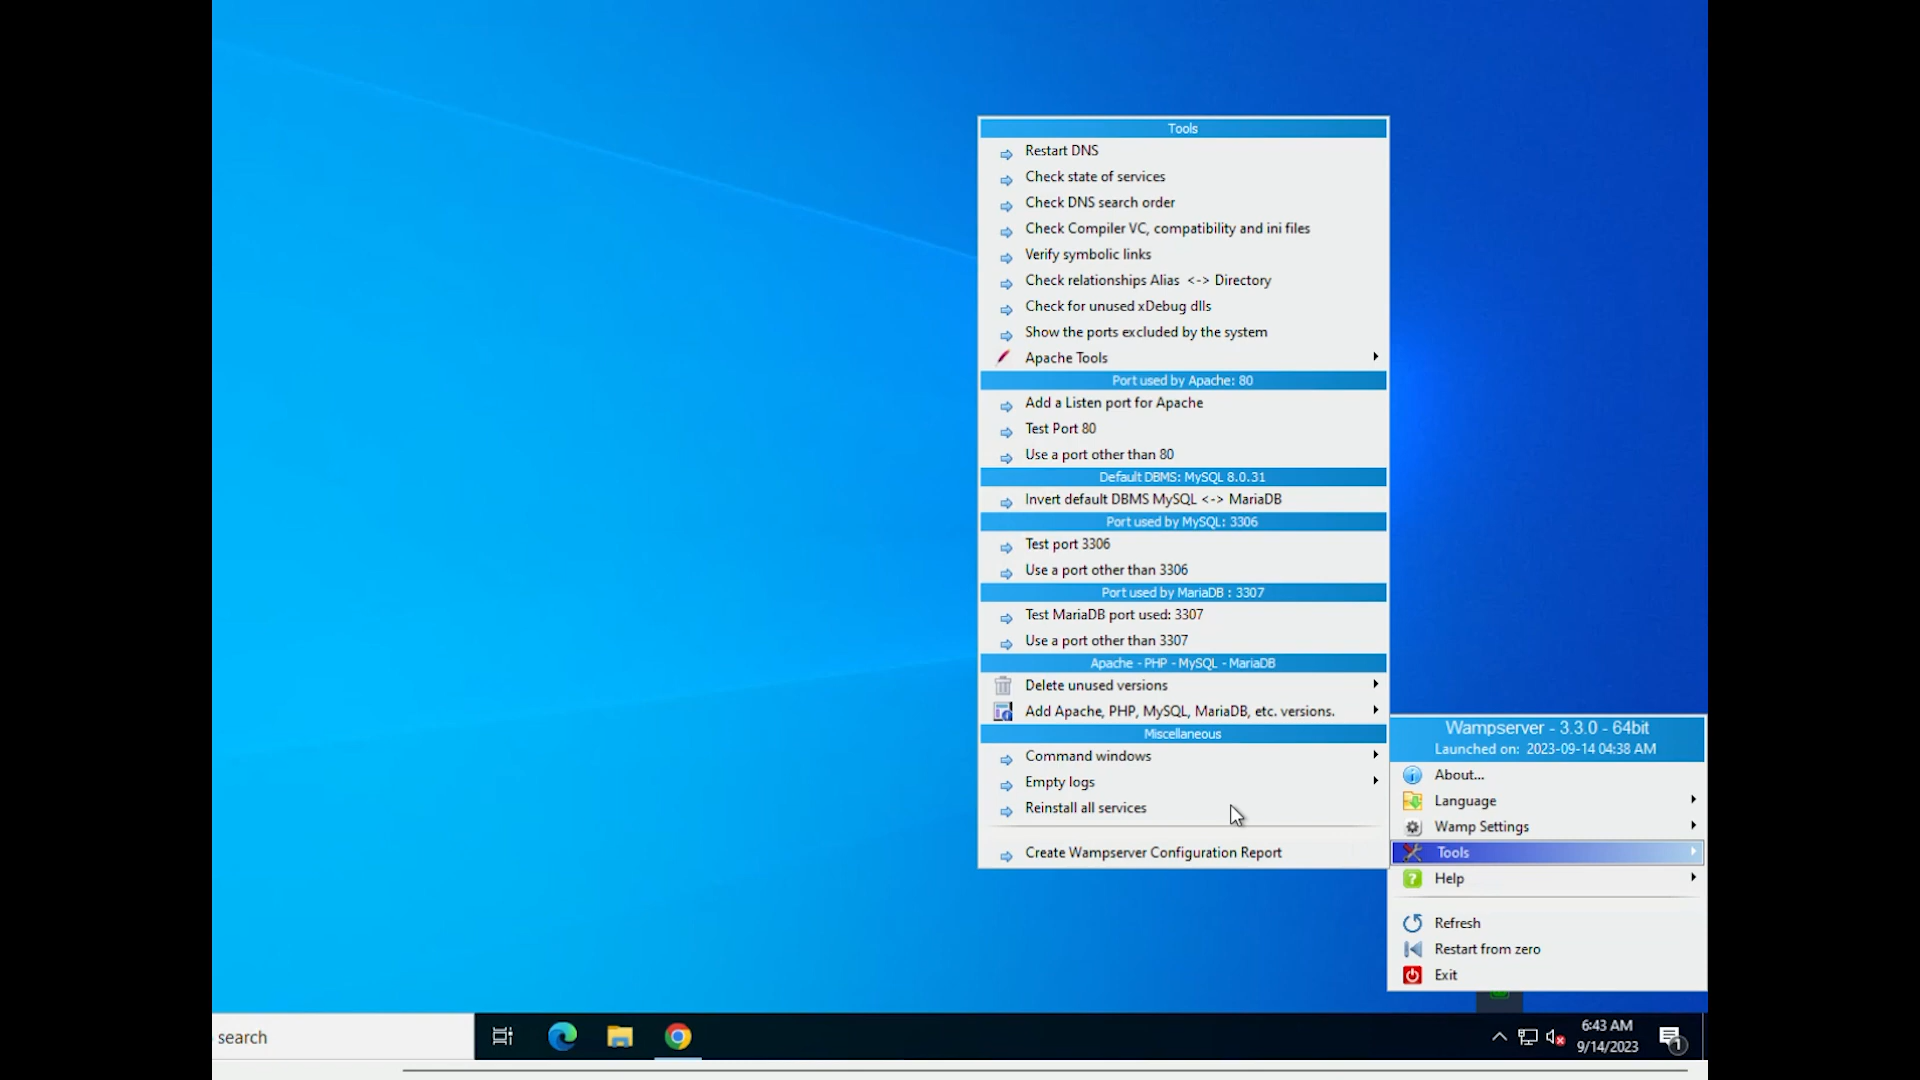 Tools
Restart DNS
Check state of services
Check DNS search order
Check Compiler VC, compatibility and ini files
Verify symbolic links
Check relationships Alias <-> Directory
Check for unused xDebug dlls
Show the ports excluded by the system
Apache Tools
Port used by Apache: 80
Add a Listen port for Apache
Test Port 80
Use a port other than 80
Default DBMS: MySQL 8.0.31
Invert default DBMS MySQL <-> MariaDB
Port used by MySQL: 3306
Test port 3306
Use a port other than 3306
Port used by MariaDB : 3307
Test MariaDB port used: 3307
Use a port other than 3307
Apache - PHP - MySQL - MariaDB
Delete unused versions
Add Apache, PHP, MySQL, MariaDB, etc. versions.
Miscellaneous
Command windows
Empty logs
Reinstall all services
Create Wampserver Configuration Report
Wampserver - 3.3.0 - 64bit
Launched on: 2023-09-14 04:38 AM
About...
Language
Wamp Settings
Tools
Help
Refresh
Restart from zero
Exit
search
6:43 AM
9/14/2023
1